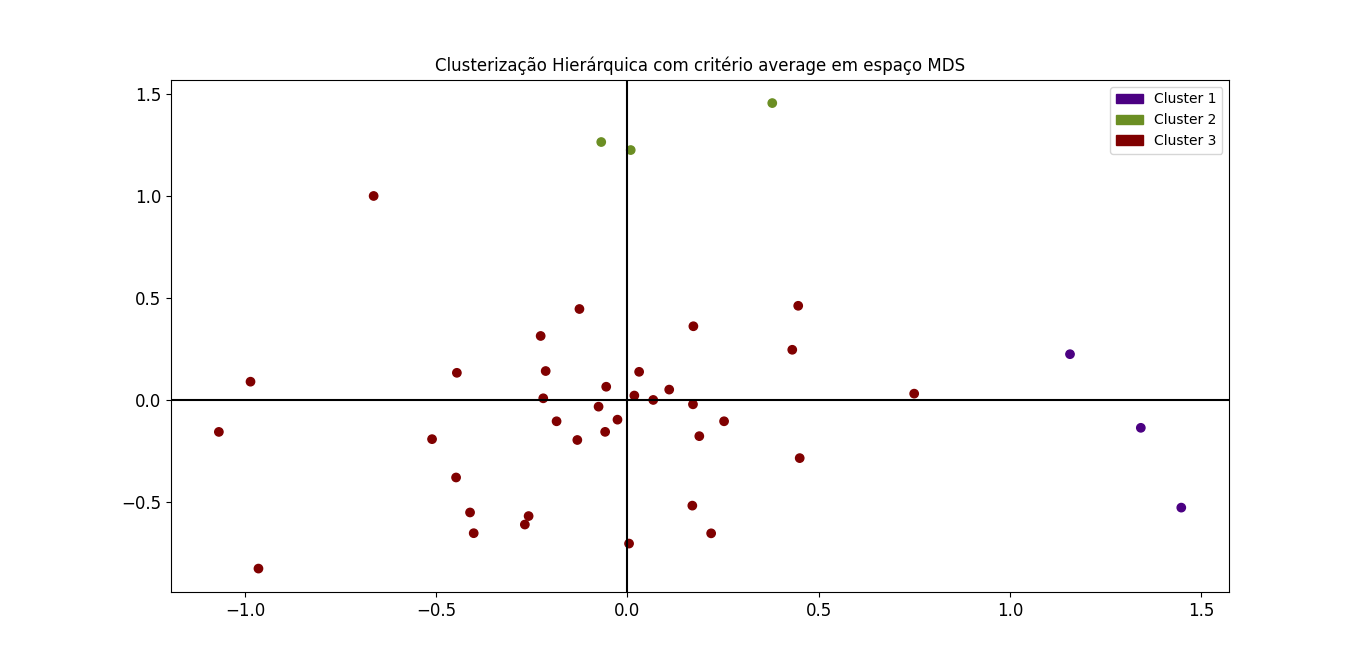 Clusterização Hierárquica com critério average em espaço MDS
Cluster 1
Cluster 2
Cluster 3
1.5
1.0
0.5
0.0
−0.5
−1.0 −0.5 0.0 0.5 1.0 1.5